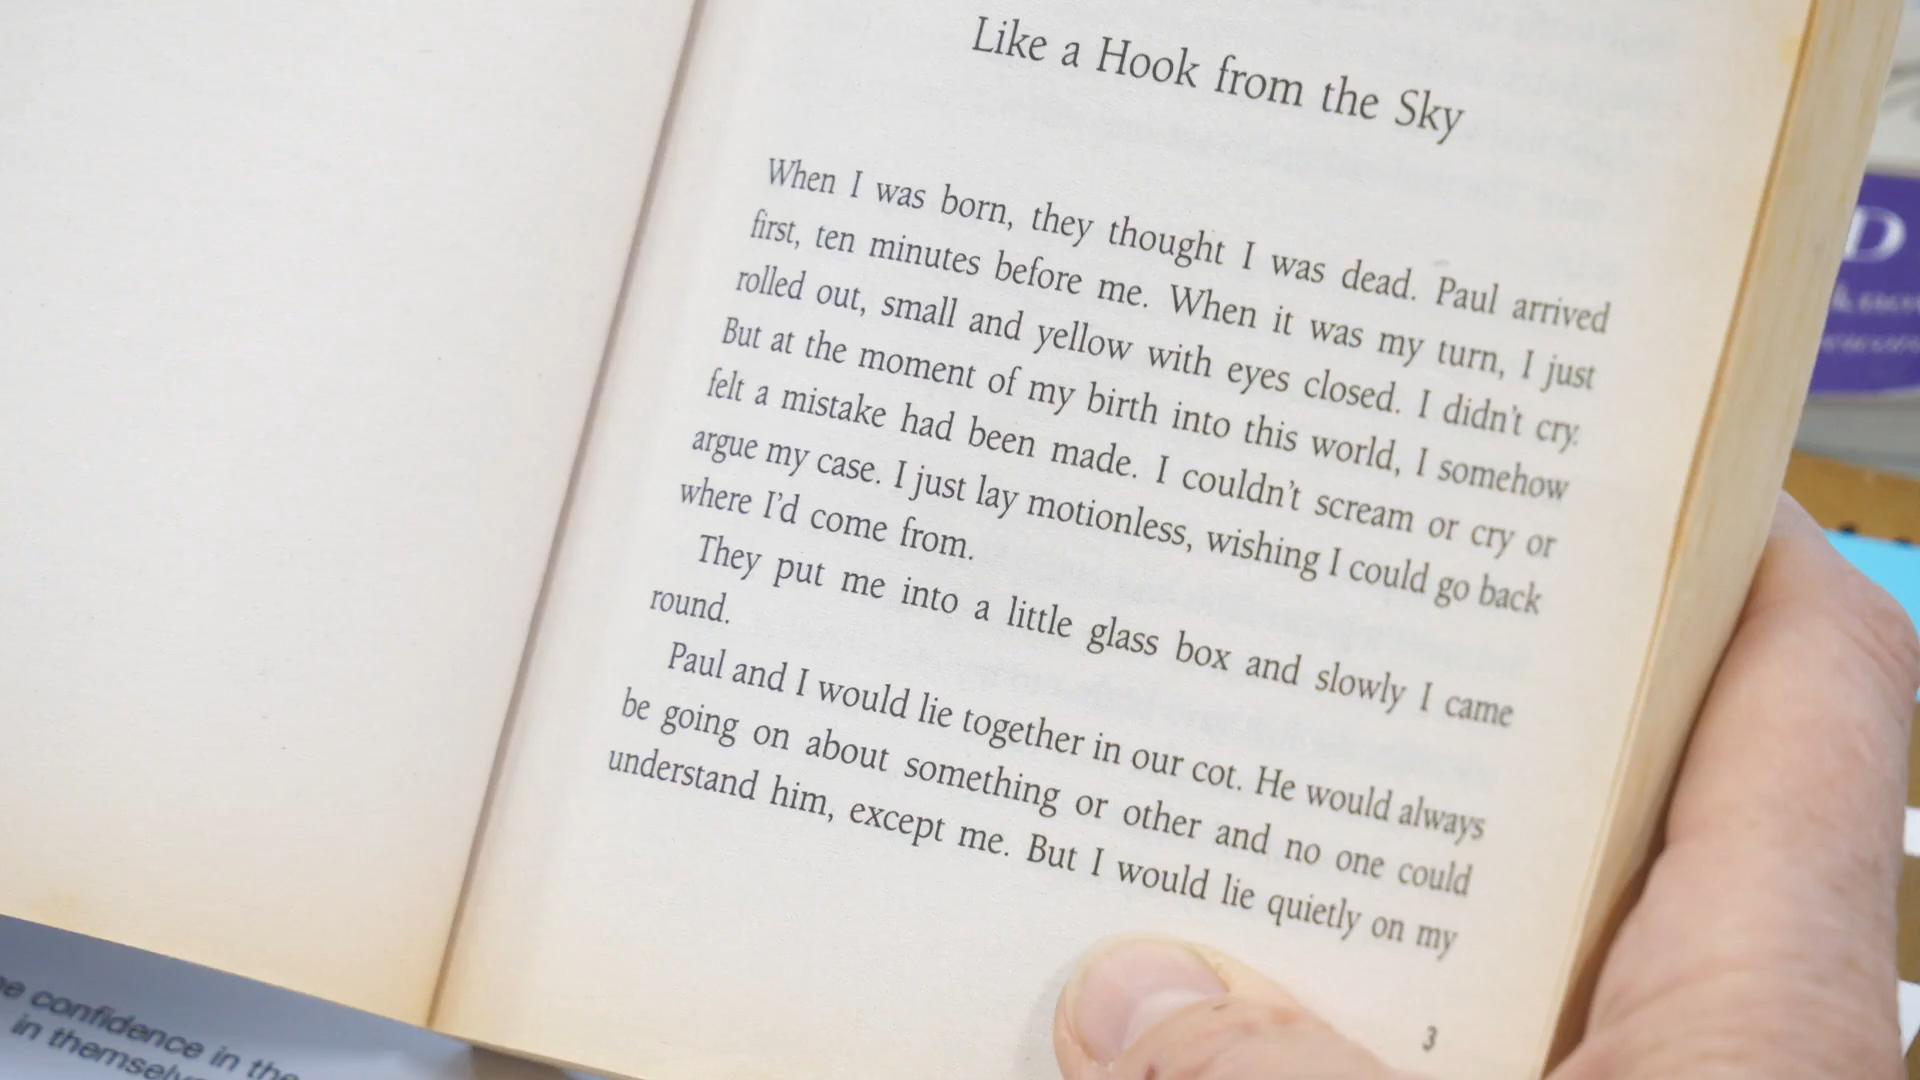 Like a Hook from the Sky
When I was born, they thought I was dead. Paul arrived
first, ten minutes before me. When it was my turn, I just
rolled out, small and yellow with eyes closed. I didn't cry.
But at the moment of my birth into this world, I somehow
felt a mistake had been made. I couldn't scream or cry or
argue my case. I just lay motionless, wishing I could go back
where I'd come from.
They put me into a little glass box and slowly I came
round.
Paul and I would lie together in our cot. He would always
be going on about something or other and no one could
understand him, except me. But I would lie quietly on my
3
confidence in the
in
D